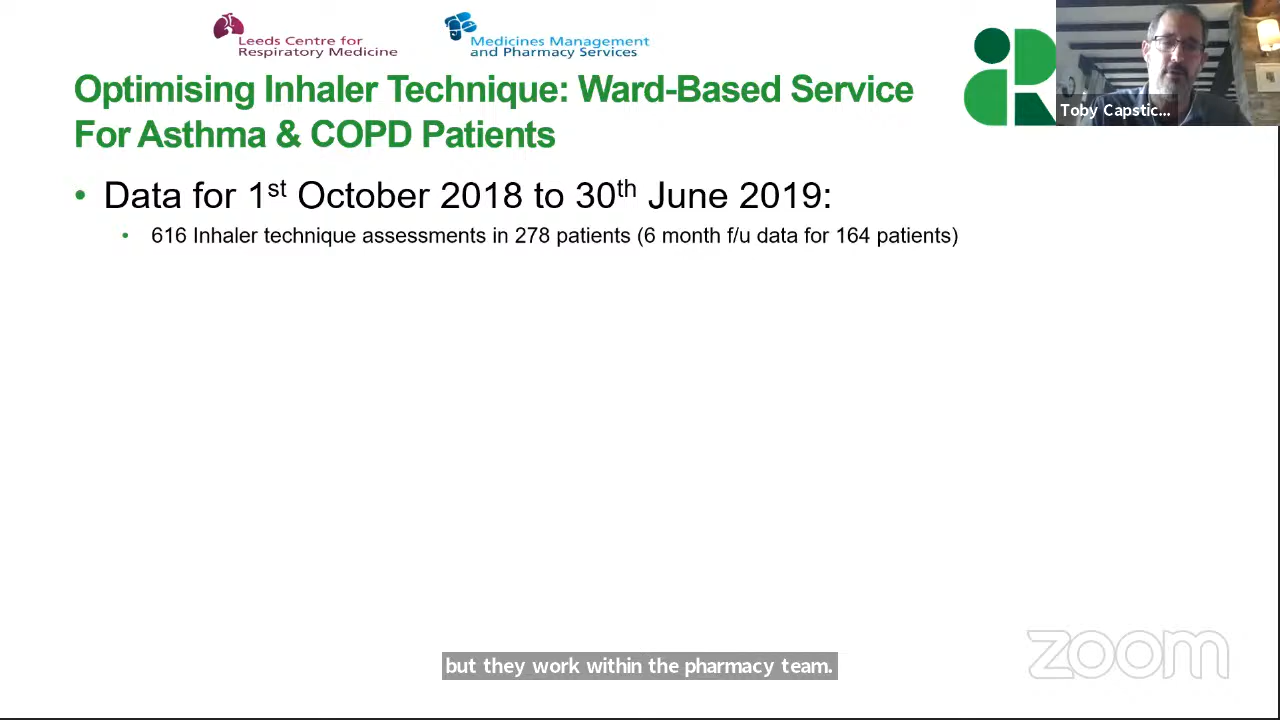 Leeds Centre for
Respiratory Medicine
Medicines Management
and Pharmacy Services
Optimising Inhaler Technique: Ward-Based Service
For Asthma & COPD Patients
Toby Capstic...
• Data for 1st October 2018 to 30th June 2019:
• 616 Inhaler technique assessments in 278 patients (6 month f/u data for 164 patients)
but they work within the pharmacy team.
zoom